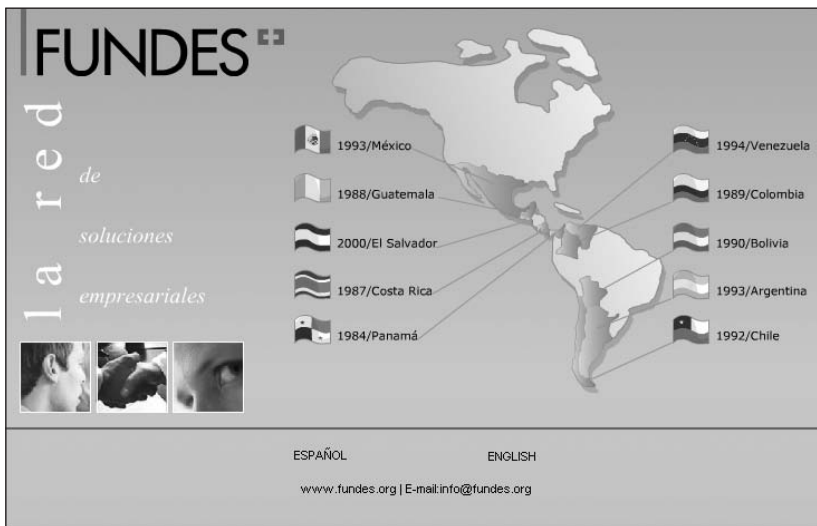 FUNDES
la red
de
soluciones
empresariales
1993/México
1988/Guatemala
2000/El Salvador
1987/Costa Rica
1984/Panamá
1994/Venezuela
1989/Colombia
1990/Bolivia
1993/Argentina
1992/Chile
ESPAÑOL
ENGLISH
www.fundes.org | E-mail:info@fundes.org